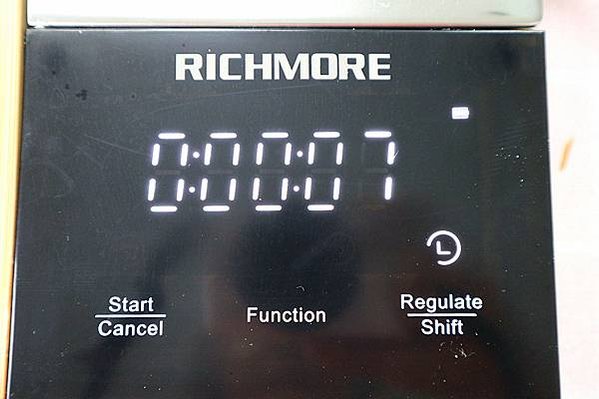 RICHMORE
0:00:07
Start
Cancel
Function
Regulate
Shift